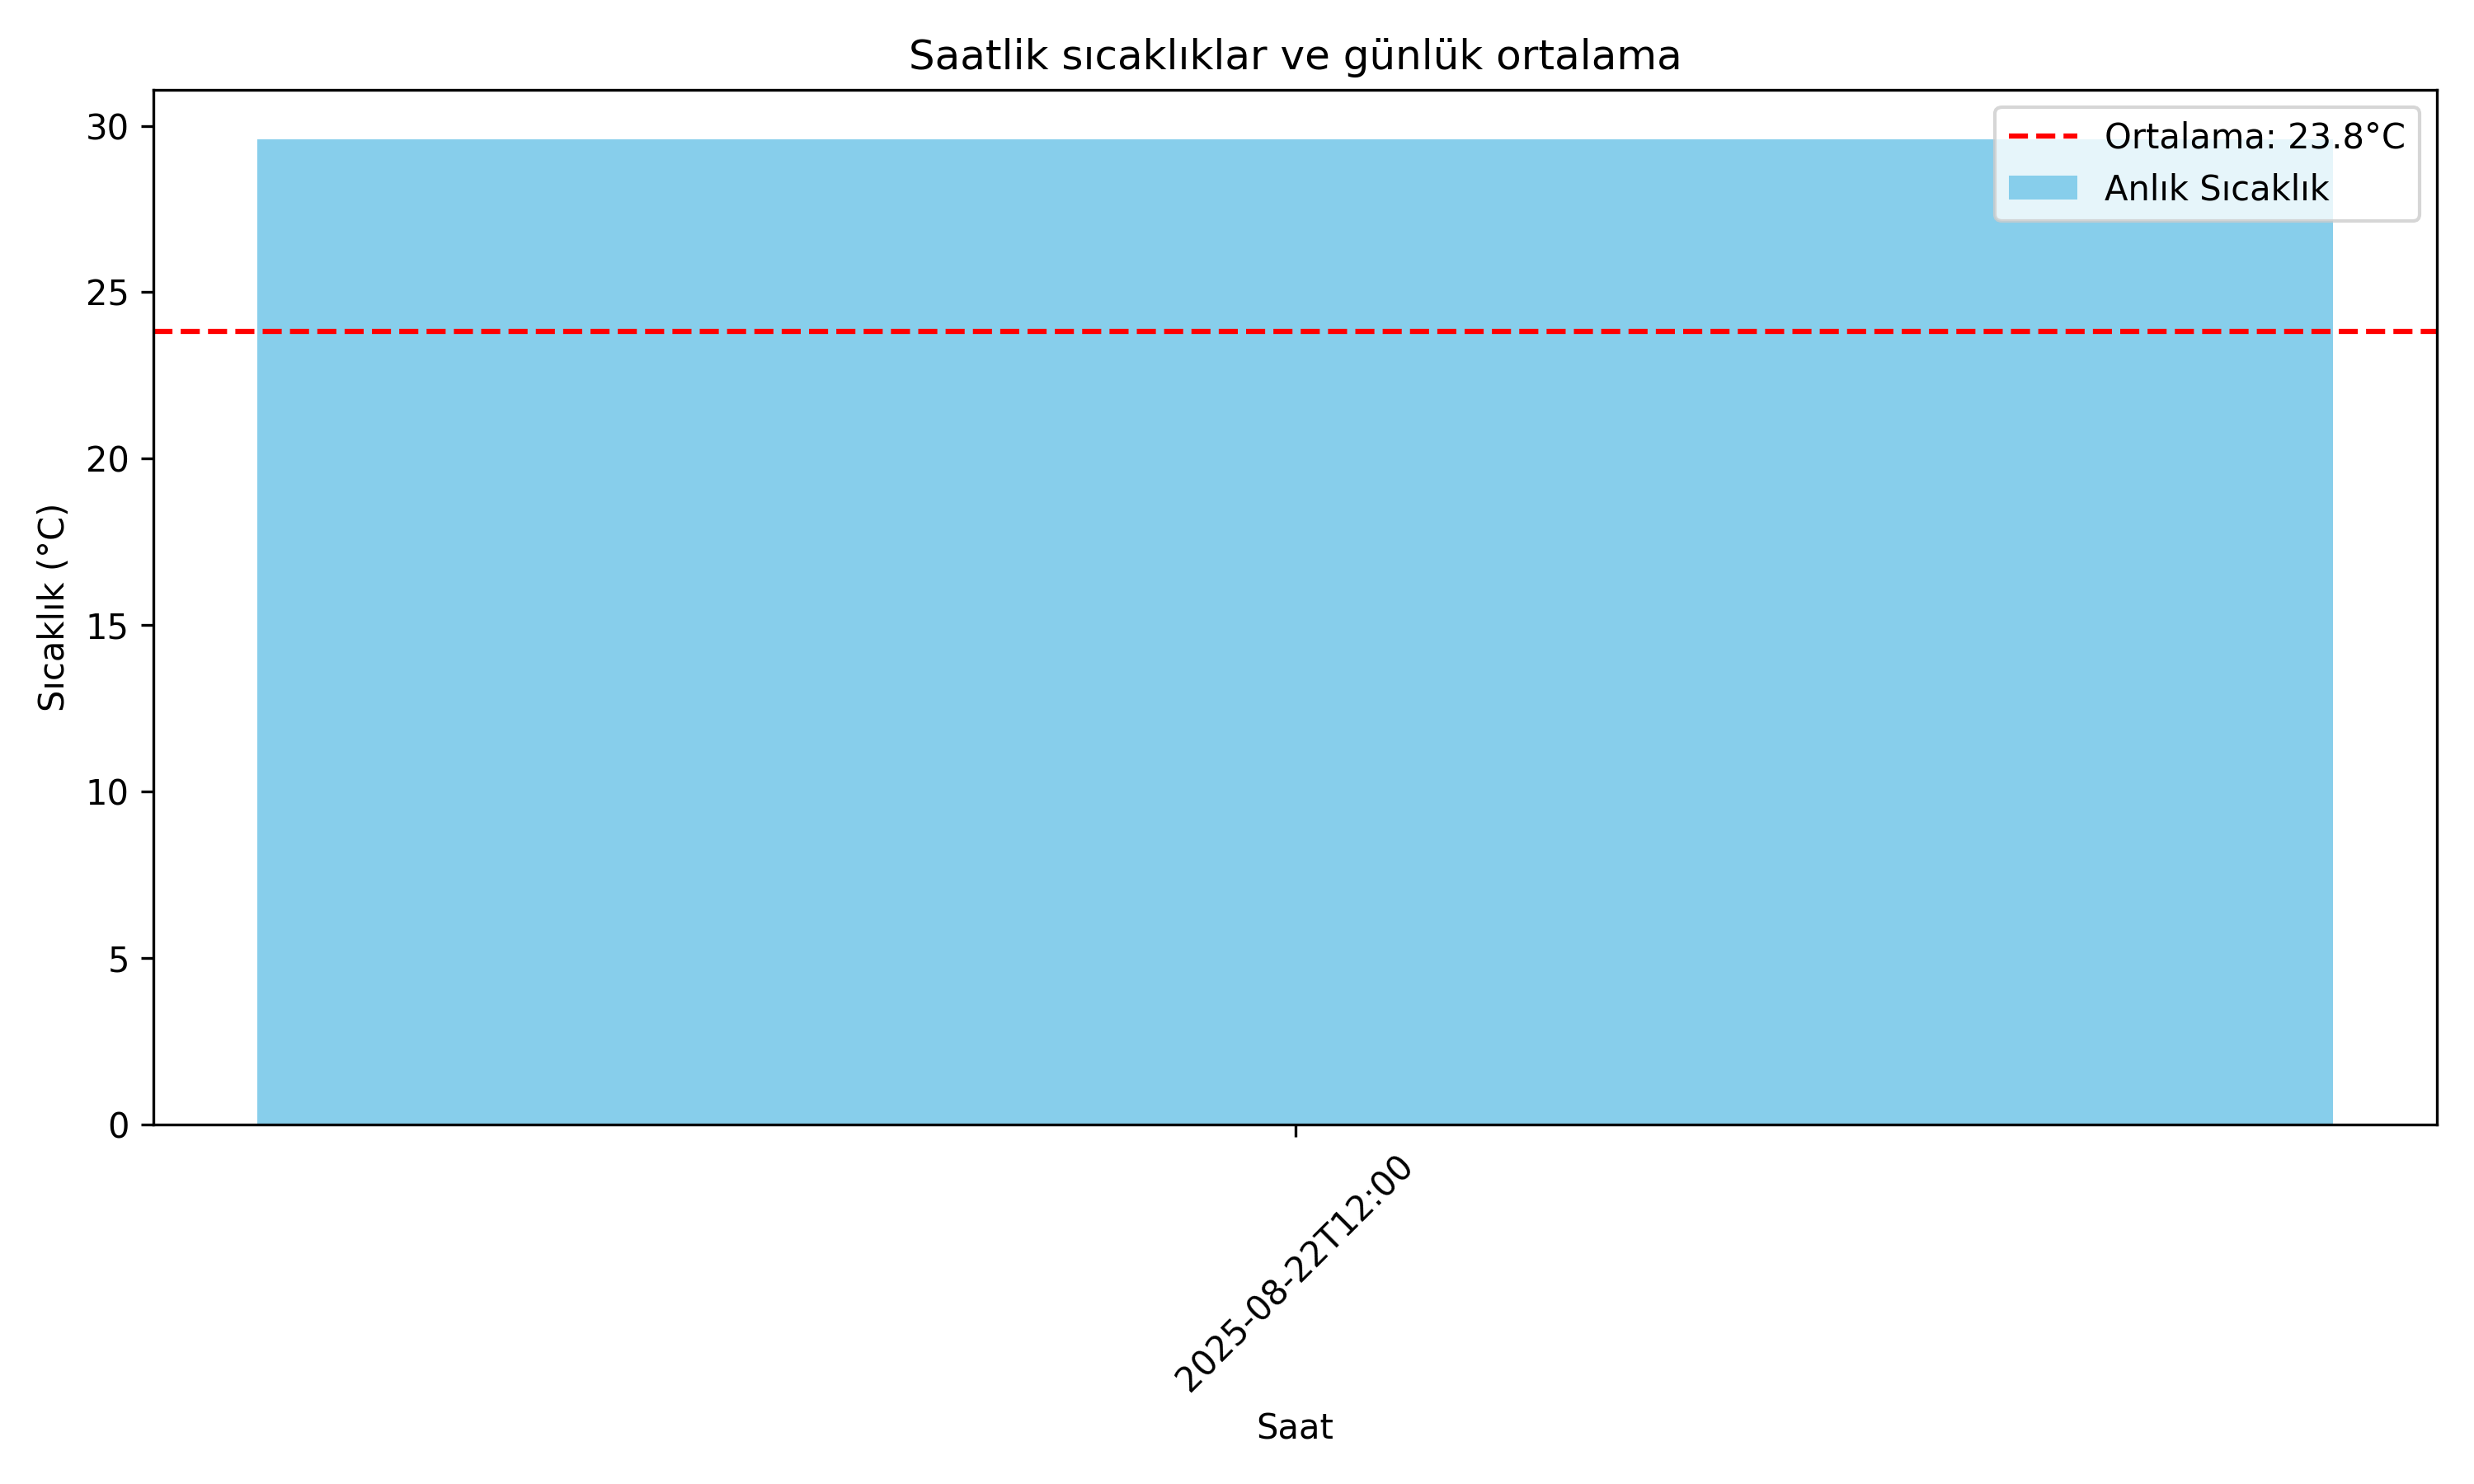 Saatlik sıcaklıklar ve günlük ortalama
Ortalama: 23.8°C
Anlık Sıcaklık
Sıcaklık (°C)
30
25
20
15
10
5
0
2025-08-22T12:00
Saat